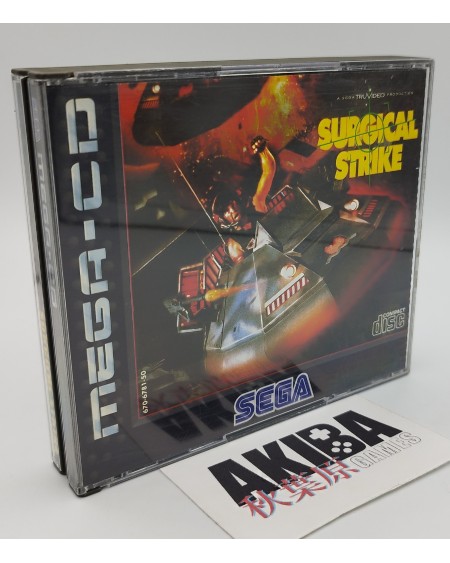 MEGA-CD
A SEGA TRUVIDEO PRODUCTION
SURGICAL
STRIKE
COMPACT
disc
670-6781-50
SEGA
AKIBA
秋葉原 GAMES